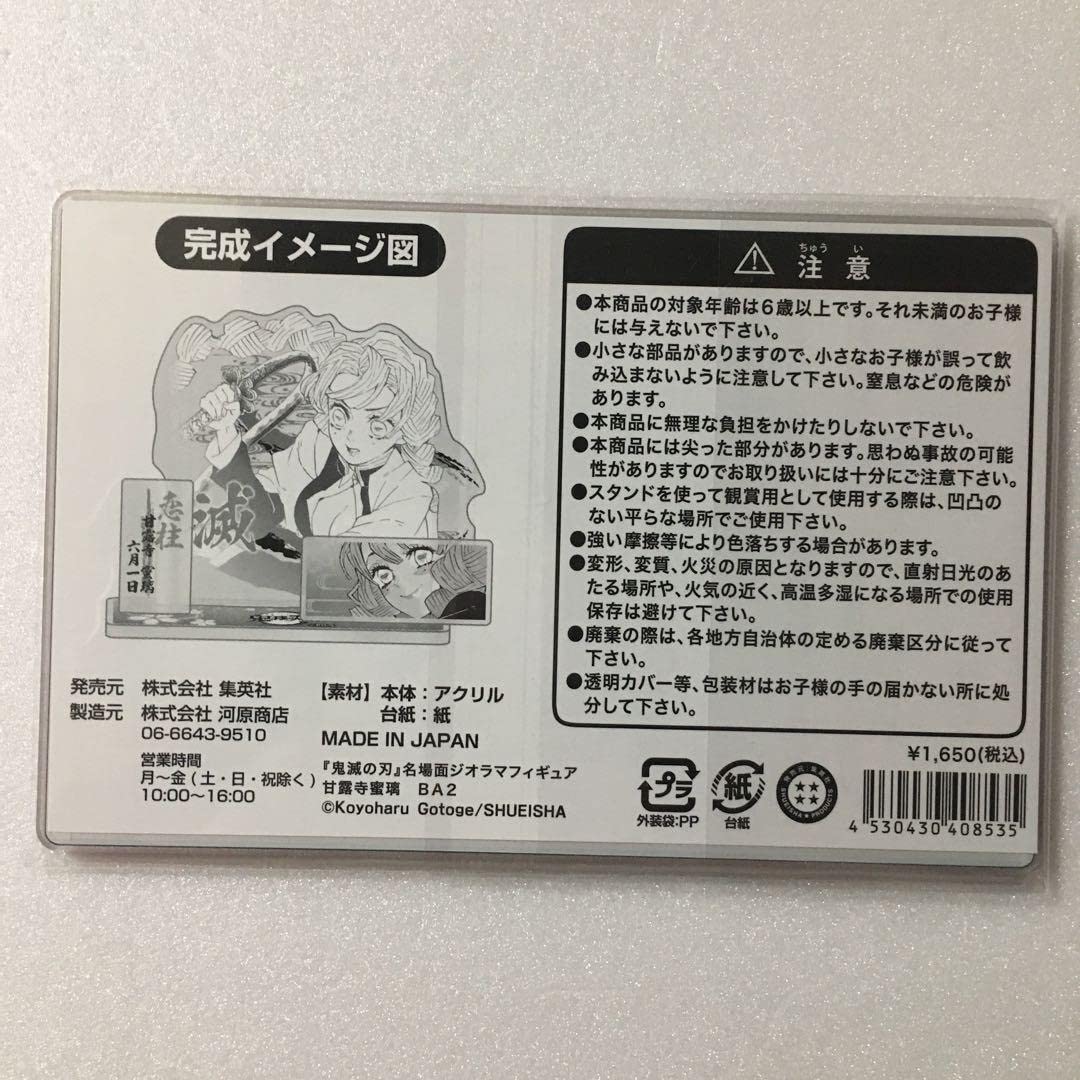 完成イメージ図
滅
恋柱
甘露寺蜜璃
六月一日
発売元 株式会社 集英社
製造元 株式会社 河原商店
06-6643-9510
営業時間
月～金(土・日・祝除く)
10:00～16:00
【素材】本体：アクリル
台紙：紙
MADE IN JAPAN
『鬼滅の刃』名場面ジオラマフィギュア
甘露寺蜜璃 BA2
©Koyoharu Gotoge/SHUEISHA
ちゅう い
注意
●本商品の対象年齢は6歳以上です。それ未満のお子様
には与えないで下さい。
●小さな部品がありますので、小さなお子様が誤って飲
み込まないように注意して下さい。窒息などの危険が
あります。
●本商品に無理な負担をかけたりしないで下さい。
●本商品には尖った部分があります。思わぬ事故の可能
性がありますのでお取り扱いには十分にご注意下さい。
●スタンドを使って観賞用として使用する際は、凹凸の
ない平らな場所でご使用下さい。
●強い摩擦等により色落ちする場合があります。
●変形、変質、火災の原因となりますので、直射日光のあ
たる場所や、火気の近く、高温多湿になる場所での使用
保存は避けて下さい。
●廃棄の際は、各地方自治体の定める廃棄区分に従って
下さい。
●透明カバー等、包装材はお子様の手の届かない所に処
分して下さい。
¥1,650(税込)
プラ
外装袋:PP
紙
台紙
発売元・集英社
SHUEISHA PRODUCTS
4 530430 408535